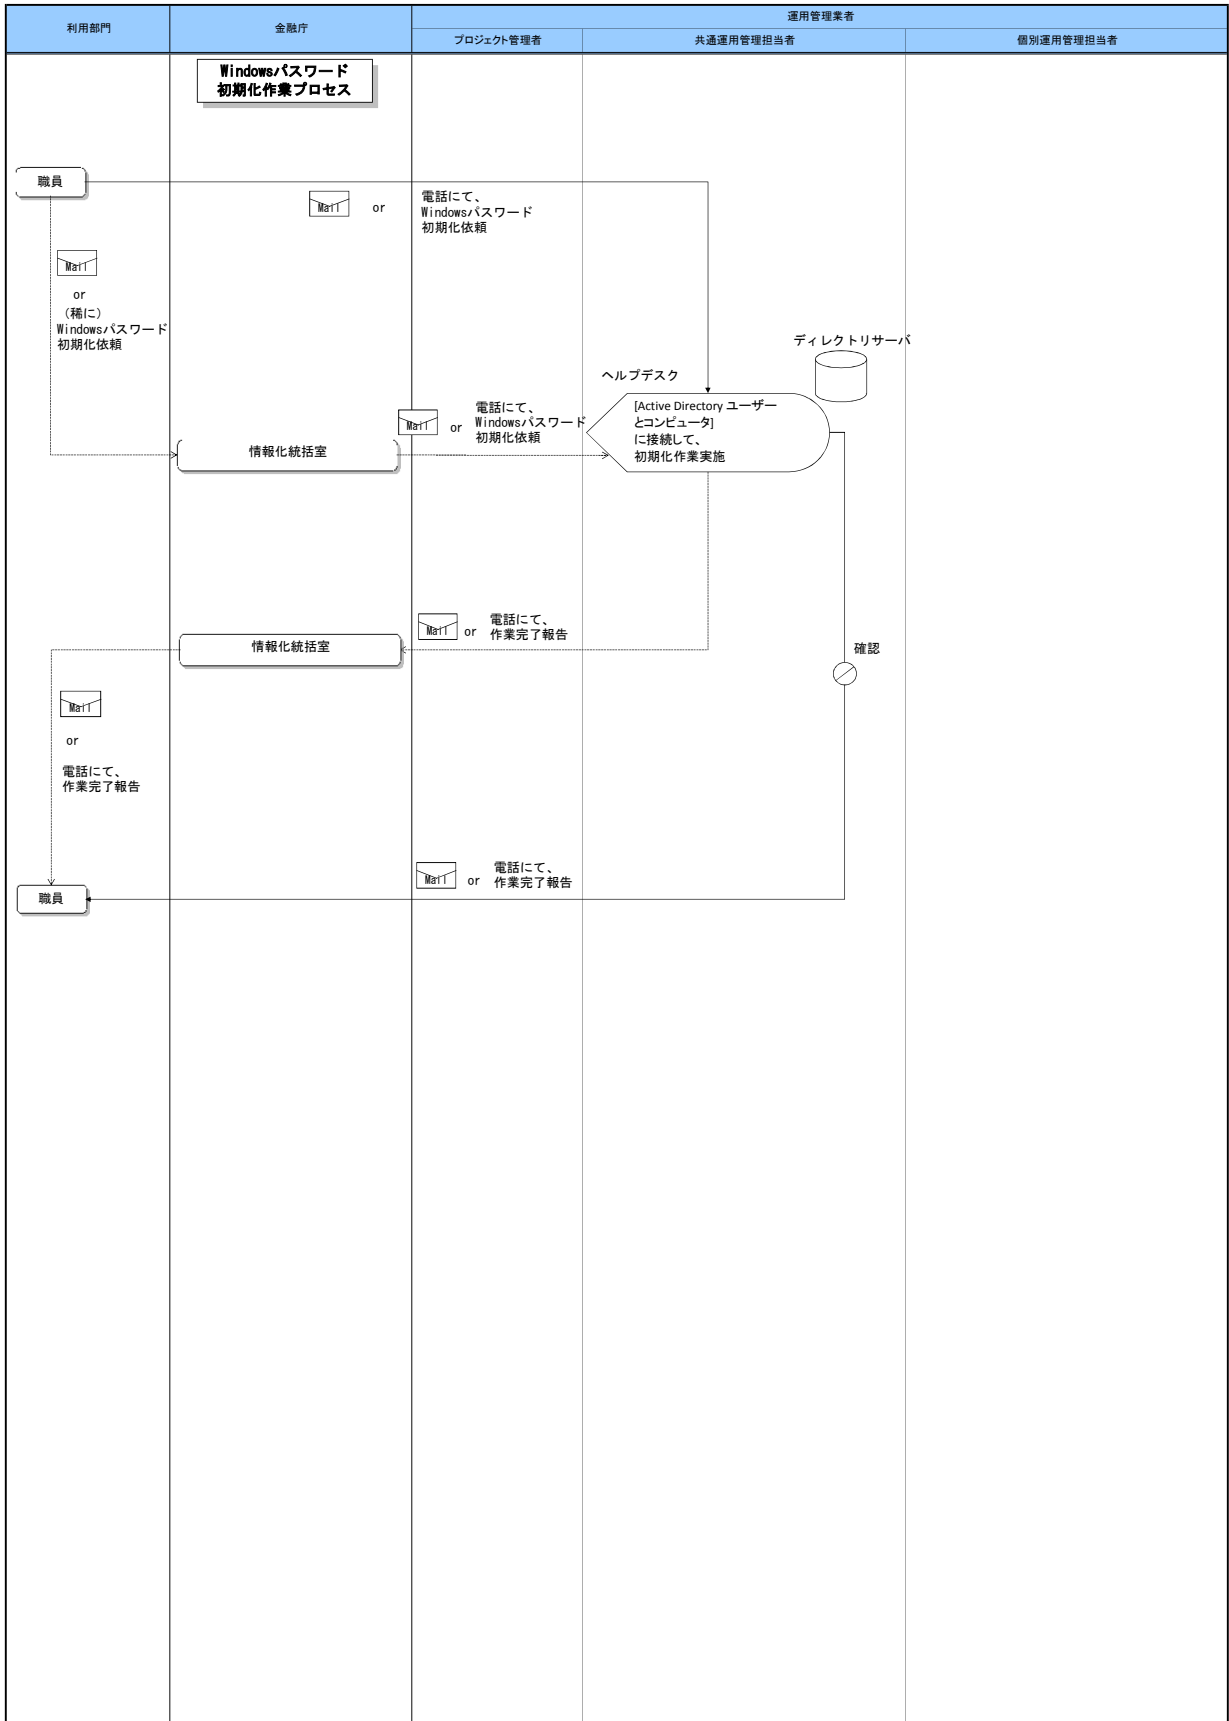 利用部門
金融庁
運用管理業者
プロジェクト管理者
共通運用管理担当者
個別運用管理担当者
Windowsパスワード
初期化作業プロセス
職員
Mail
or
電話にて、
Windowsパスワード
初期化依頼
Mail
or
（稀に）
Windowsパスワード
初期化依頼
ディレクトリサーバ
ヘルプデスク
[Active Directory ユーザー
とコンピュータ]
に接続して、
初期化作業実施
Mail
or
電話にて、
Windowsパスワード
初期化依頼
情報化統括室
Mail
or
電話にて、
作業完了報告
情報化統括室
確認
Mail
or
電話にて、
作業完了報告
Mail
or
電話にて、
作業完了報告
職員